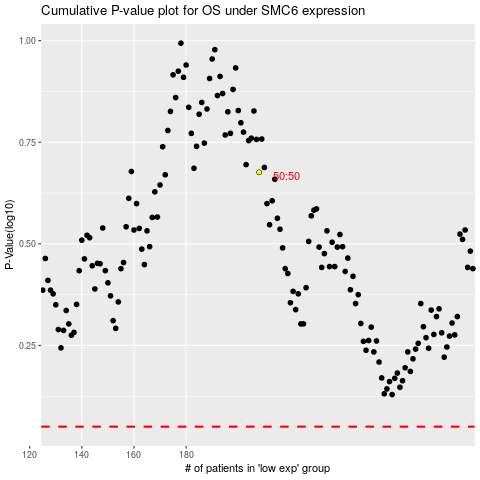 Cumulative P-value plot for OS under SMC6 expression
P-Value(log10)
1.00
0.75
0.50
0.25
50:50
120 140 160 180
# of patients in 'low exp' group